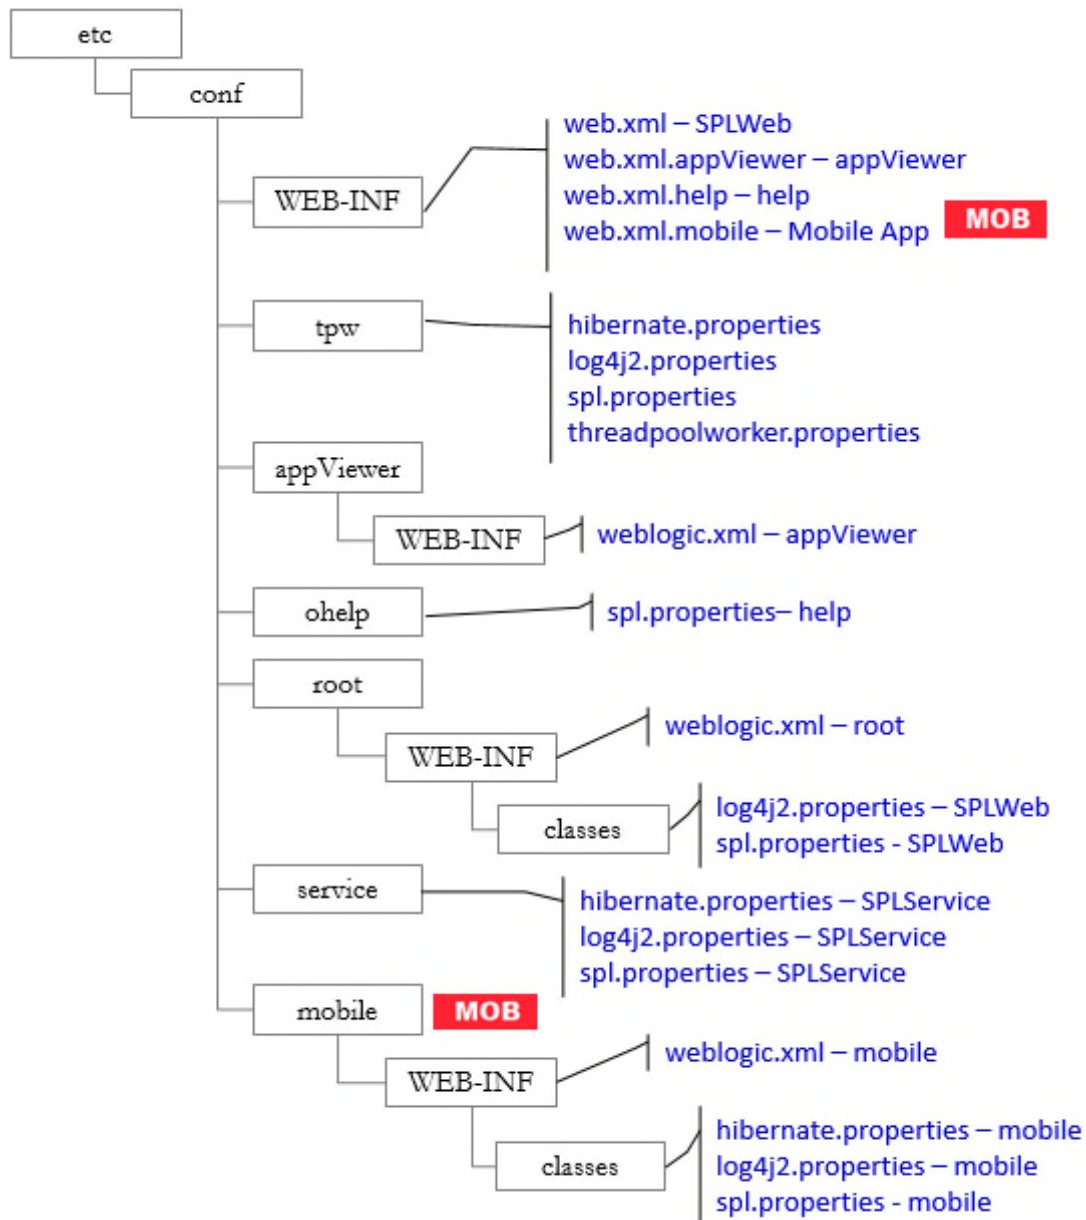 etc
conf
WEB-INF
web.xml – SPLWeb
web.xml.appViewer – appViewer
web.xml.help – help
web.xml.mobile – Mobile App
MOB
tpw
hibernate.properties
log4j2.properties
spl.properties
threadpoolworker.properties
appViewer
WEB-INF
weblogic.xml – appViewer
ohelp
spl.properties– help
root
WEB-INF
weblogic.xml – root
classes
log4j2.properties – SPLWeb
spl.properties - SPLWeb
service
hibernate.properties – SPLService
log4j2.properties – SPLService
spl.properties – SPLService
mobile
MOB
WEB-INF
weblogic.xml – mobile
classes
hibernate.properties – mobile
log4j2.properties – mobile
spl.properties - mobile